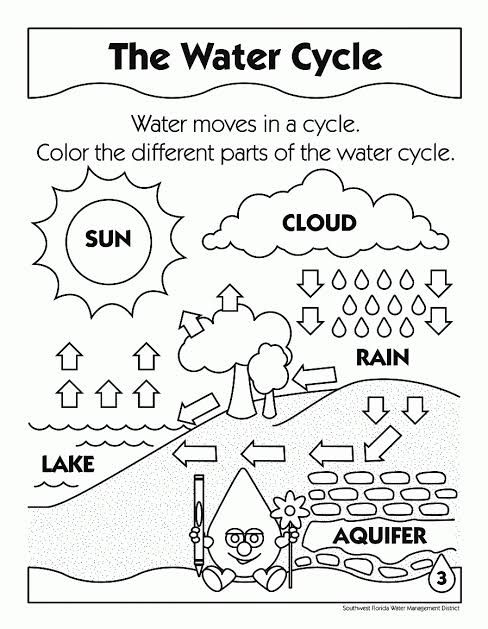 The Water Cycle
Water moves in a cycle.
Color the different parts of the water cycle.
SUN
CLOUD
RAIN
LAKE
AQUIFER
3
Southwest Florida Water Management District